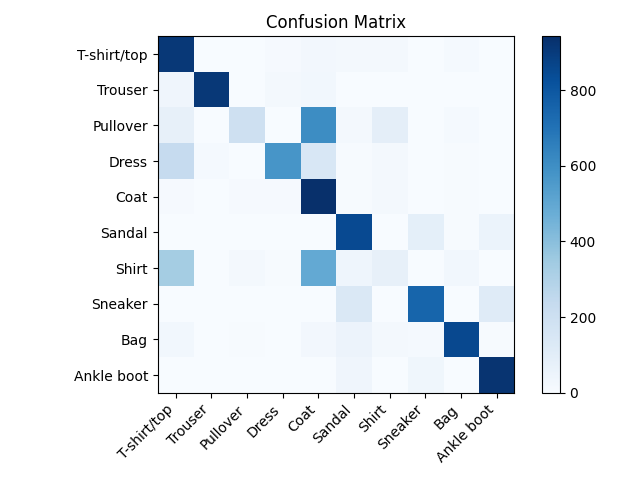 Confusion Matrix
T-shirt/top
Trouser
Pullover
Dress
Coat
Sandal
Shirt
Sneaker
Bag
Ankle boot
T-shirt/top
Trouser
Pullover
Dress
Coat
Sandal
Shirt
Sneaker
Bag
Ankle boot
800
600
400
200
0